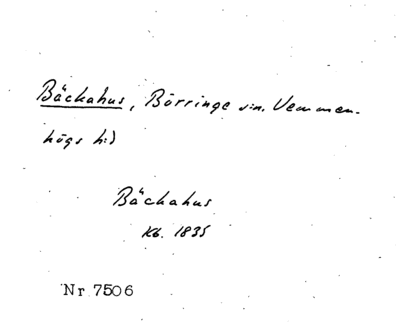 Bäckahus, Börringe sn. Vemmen-
högs hd
Bäckahus
Kb. 1835
Nr 7506